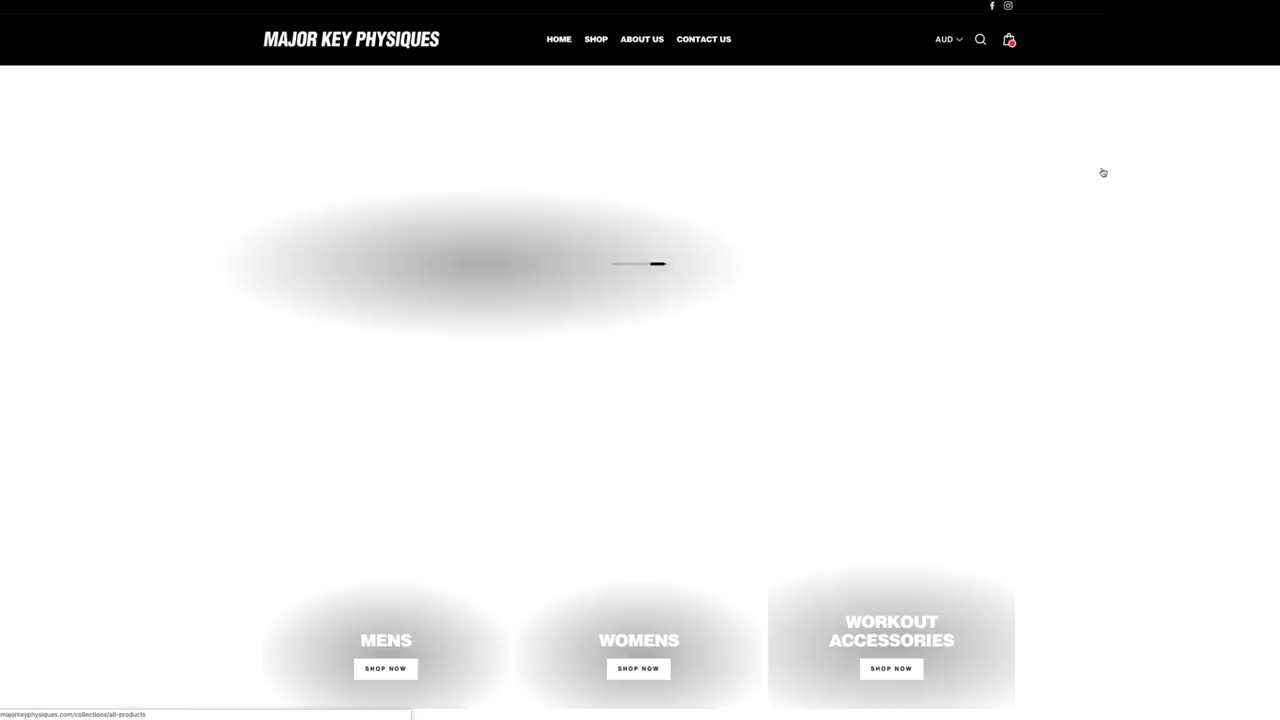 MAJOR KEY PHYSIQUES
HOME SHOP ABOUT US CONTACT US
AUD
MENS
SHOP NOW
WOMENS
SHOP NOW
WORKOUT
ACCESSORIES
SHOP NOW
majorkeyphysiques.com/collections/all-products